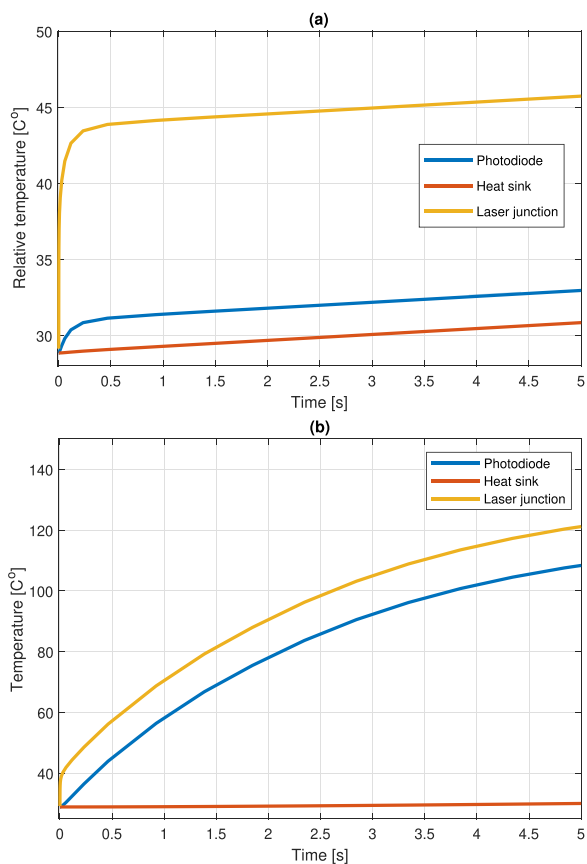 (a)
50
45
40
35
30
Relative temperature [C°]
Photodiode
Heat sink
Laser junction
0 0.5 1 1.5 2 2.5 3 3.5 4 4.5 5
Time [s]
(b)
140
120
100
80
60
40
Temperature [C°]
Photodiode
Heat sink
Laser junction
0 0.5 1 1.5 2 2.5 3 3.5 4 4.5 5
Time [s]